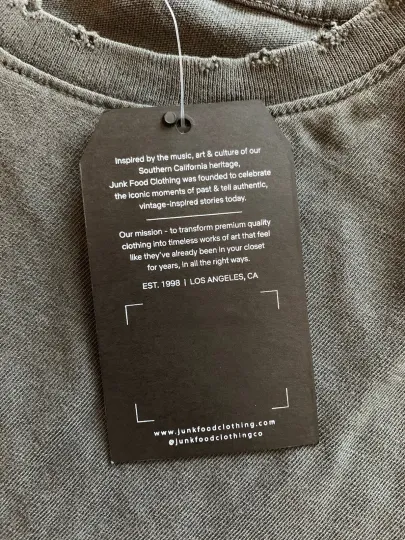 Inspired by the music, art & culture of our
Southern California heritage,
Junk Food Clothing was founded to celebrate
the iconic moments of past & tell authentic,
vintage-inspired stories today.
Our mission - to transform premium quality
clothing into timeless works of art that feel
like they've already been in your closet
for years, in all the right ways.
EST. 1998 | LOS ANGELES, CA
www.junkfoodclothing.com
@junkfoodclothingco